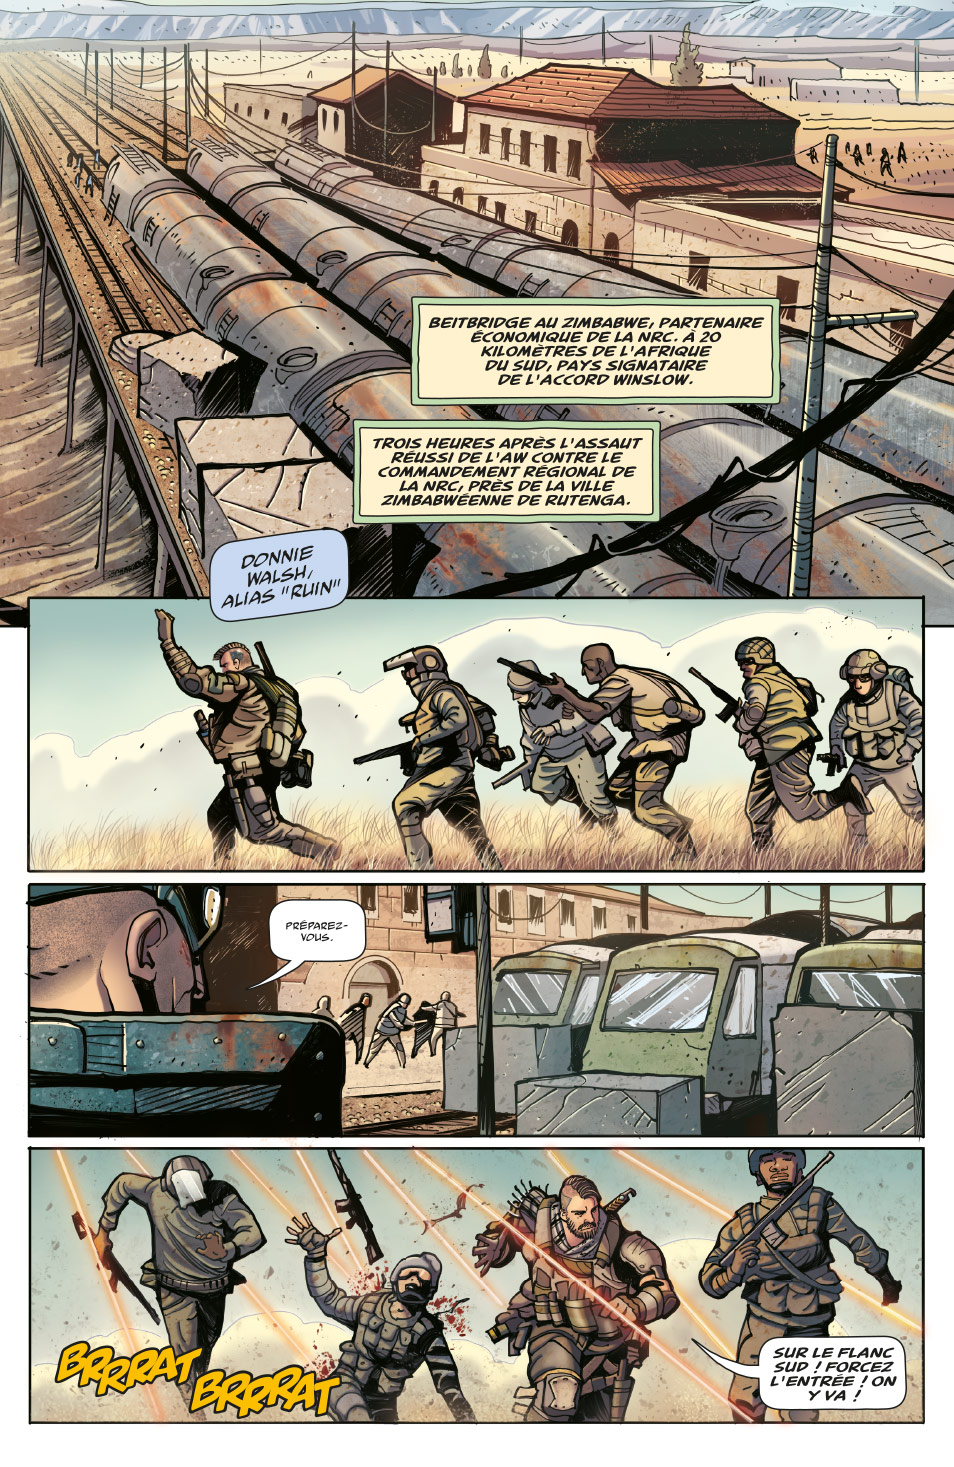 BEITBRIDGE AU ZIMBABWE, PARTENAIRE
ÉCONOMIQUE DE LA NRC. À 20
KILOMÈTRES DE L'AFRIQUE
DU SUD, PAYS SIGNATAIRE
DE L'ACCORD WINSLOW.
TROIS HEURES APRÈS L'ASSAUT
RÉUSSI DE L'AW CONTRE LE
COMMANDEMENT RÉGIONAL DE
LA NRC, PRÈS DE LA VILLE
ZIMBABWÉENNE DE RUTENGA.
DONNIE
WALSH,
ALIAS "RUIN"
PRÉPAREZ-
VOUS.
BRRRAT
BRRRAT
SUR LE FLANC
SUD ! FORCEZ
L'ENTRÉE ! ON
Y VA !